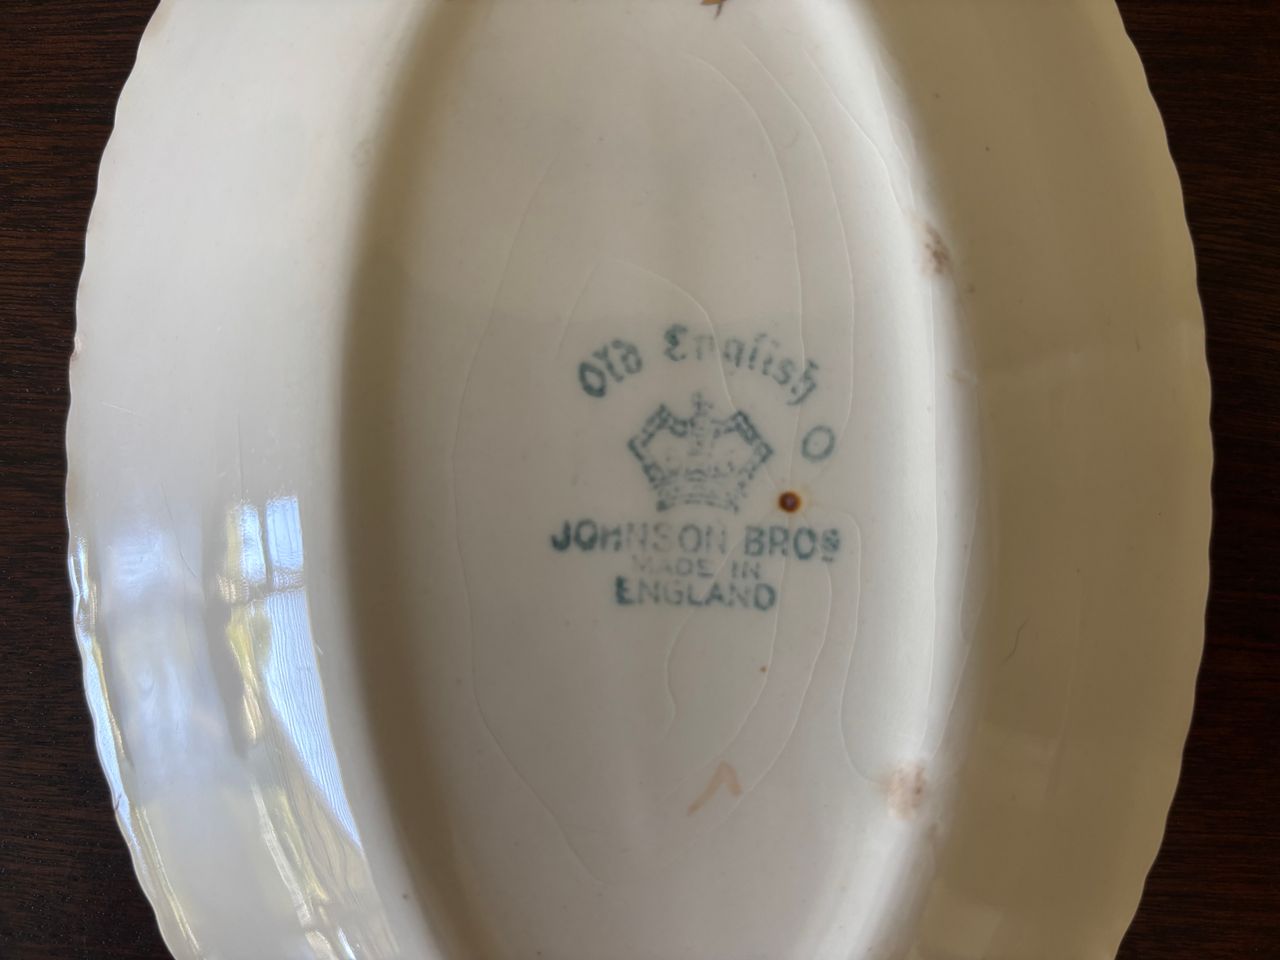 Old English
O
JOHNSON BROS
MADE IN
ENGLAND